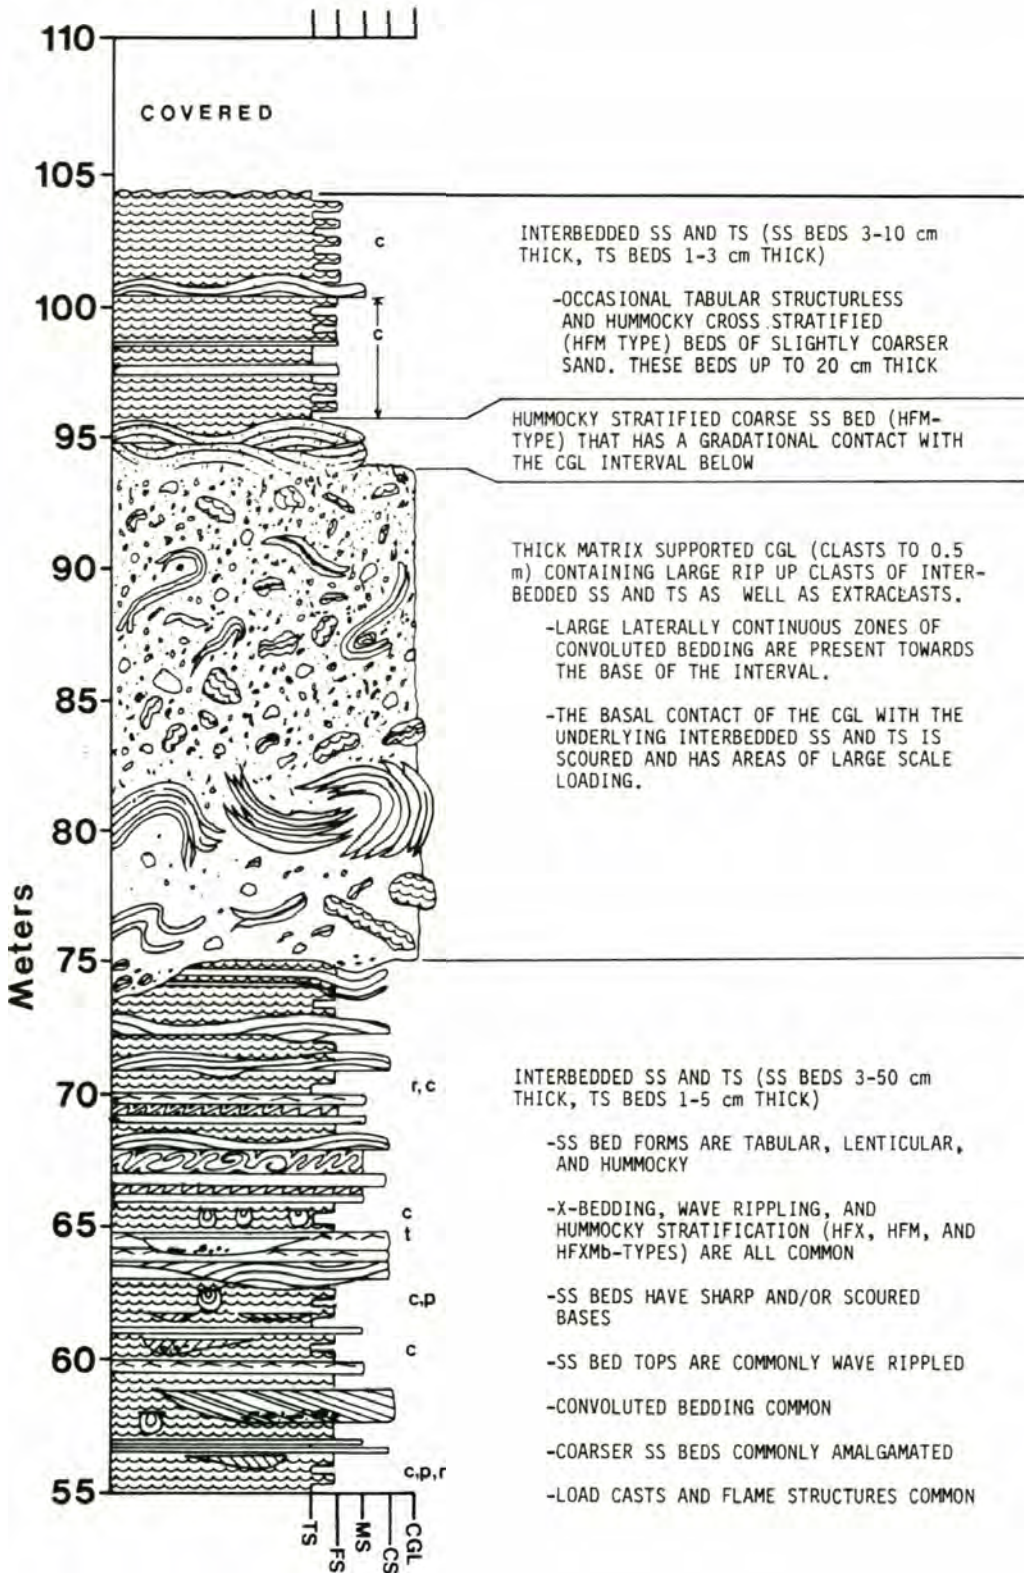 110
COVERED
105
c
100
c
95
90
85
80
75
70
65
60
55
Meters
r,c
c
t
c,p
c
TS
FS
MS
CS
CGL
INTERBEDDED SS AND TS (SS BEDS 3-10 cm
THICK, TS BEDS 1-3 cm THICK)
-OCCASIONAL TABULAR STRUCTURLESS
AND HUMMOCKY CROSS STRATIFIED
(HFM TYPE) BEDS OF SLIGHTLY COARSER
SAND. THESE BEDS UP TO 20 cm THICK
HUMMOCKY STRATIFIED COARSE SS BED (HFM-
TYPE) THAT HAS A GRADATIONAL CONTACT WITH
THE CGL INTERVAL BELOW
THICK MATRIX SUPPORTED CGL (CLASTS TO 0.5
m) CONTAINING LARGE RIP UP CLASTS OF INTER-
BEDDED SS AND TS AS WELL AS EXTRACLASTS.
-LARGE LATERALLY CONTINUOUS ZONES OF
CONVOLUTED BEDDING ARE PRESENT TOWARDS
THE BASE OF THE INTERVAL.
-THE BASAL CONTACT OF THE CGL WITH THE
UNDERLYING INTERBEDDED SS AND TS IS
SCOURED AND HAS AREAS OF LARGE SCALE
LOADING.
INTERBEDDED SS AND TS (SS BEDS 3-50 cm
THICK, TS BEDS 1-5 cm THICK)
-SS BED FORMS ARE TABULAR, LENTICULAR,
AND HUMMOCKY
-X-BEDDING, WAVE RIPPLING, AND
HUMMOCKY STRATIFICATION (HFX, HFM, AND
HFXMb-TYPES) ARE ALL COMMON
-SS BEDS HAVE SHARP AND/OR SCOURED
BASES
-SS BED TOPS ARE COMMONLY WAVE RIPPLED
-CONVOLUTED BEDDING COMMON
-COARSER SS BEDS COMMONLY AMALGAMATED
-LOAD CASTS AND FLAME STRUCTURES COMMON